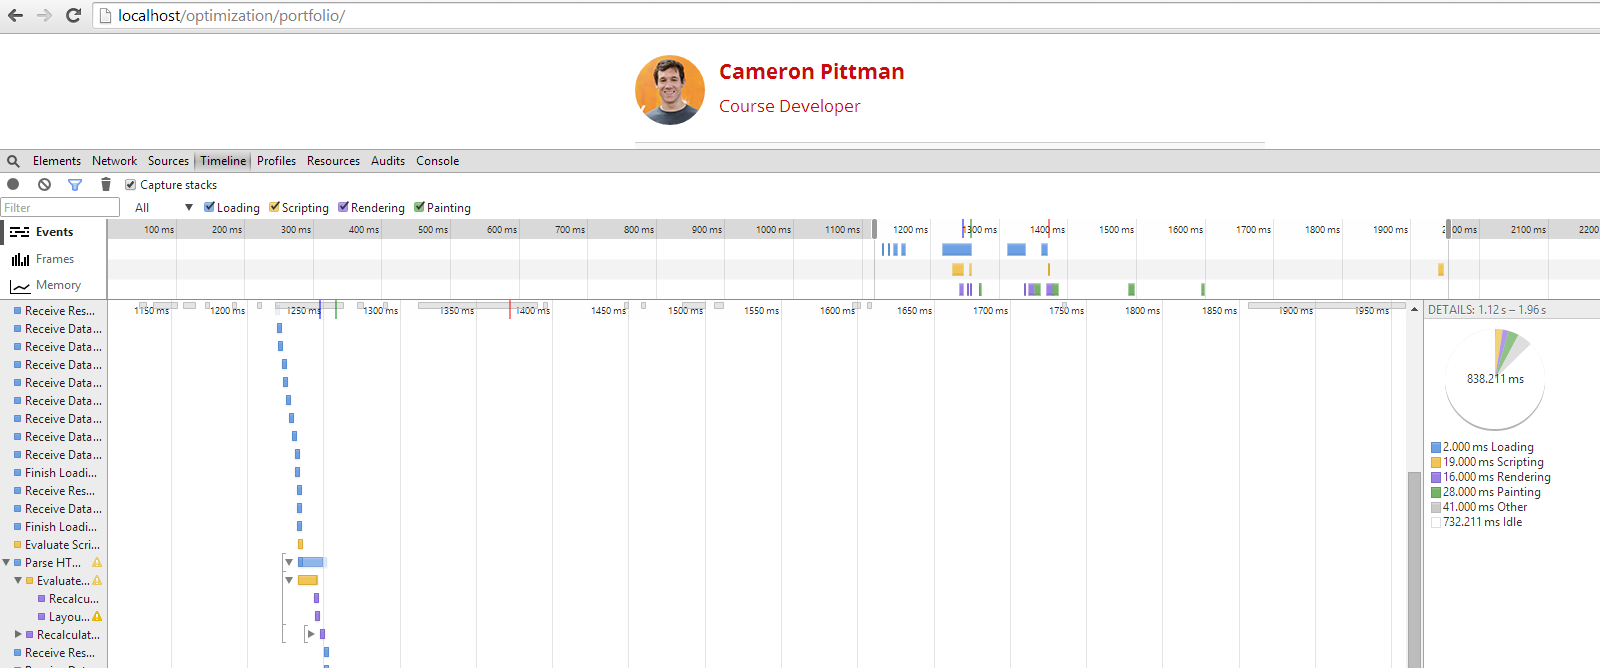 localhost/optimization/portfolio/
Cameron Pittman
Course Developer
Elements Network Sources Timeline Profiles Resources Audits Console
Capture stacks
Filter All Loading Scripting Rendering Painting
Events 100 ms 200 ms 300 ms 400 ms 500 ms 600 ms 700 ms 800 ms 900 ms 1000 ms 1100 ms 1200 ms 1300 ms 1400 ms 1500 ms 1600 ms 1700 ms 1800 ms 1900 ms 2000 ms 2100 ms 2200
Frames
Memory
Receive Res... 1150 ms 1200 ms 1250 ms 1300 ms 1350 ms 1400 ms 1450 ms 1500 ms 1550 ms 1600 ms 1650 ms 1700 ms 1750 ms 1800 ms 1850 ms 1900 ms 1950 ms DETAILS: 1.12 s – 1.96 s
Receive Data...
Receive Data...
Receive Data...
Receive Data...
Receive Data...
Receive Data...
Receive Data...
Receive Data...
Finish Loadi...
Receive Res...
Receive Data...
Finish Loadi...
Evaluate Scri...
Parse HT...
Evaluate...
Recalcu...
Layou...
Recalculat...
Receive Res...
838.211 ms
2.000 ms Loading
19.000 ms Scripting
16.000 ms Rendering
28.000 ms Painting
41.000 ms Other
732.211 ms Idle